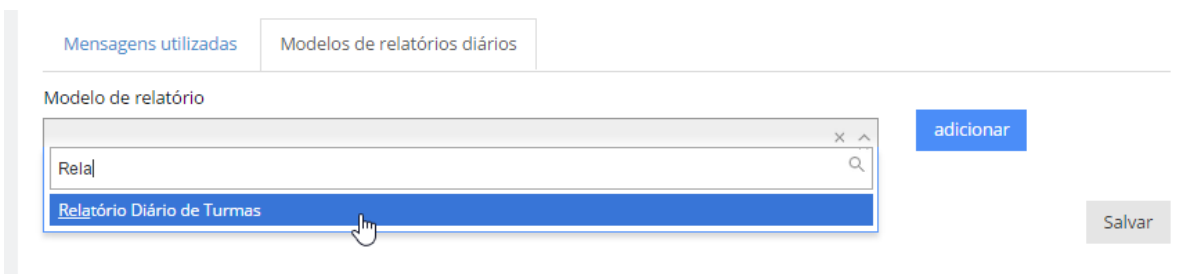 Mensagens utilizadas
Modelos de relatórios diários
Modelo de relatório
adicionar
Rela
Relatório Diário de Turmas
Salvar